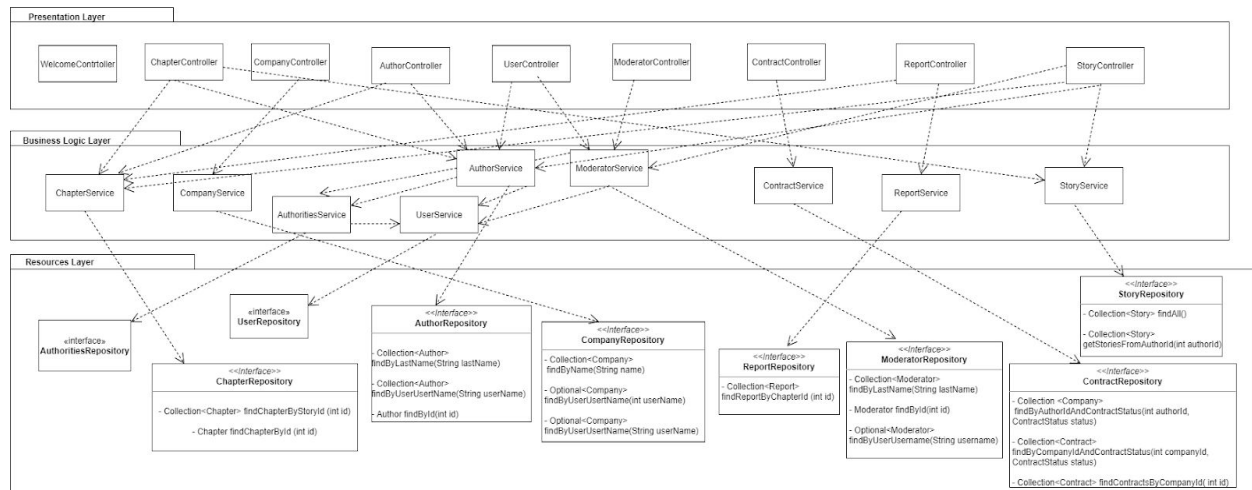 Presentation Layer
WelcomeContrtoller
ChapterController
CompanyController
AuthorController
UserController
ModeratorController
ContractController
ReportController
StoryController
Business Logic Layer
ChapterService
CompanyService
AuthoritiesService
AuthorService
UserService
ModeratorService
ContractService
ReportService
StoryService
Resources Layer
«interface»
AuthoritiesRepository
<<Interface>>
ChapterRepository
- Collection<Chapter> findChapterByStoryId (int id)
- Chapter findChapterById (int id)
«interface»
UserRepository
<<Interface>>
AuthorRepository
- Collection<Author>
findByLastName(String lastName)
- Collection<Author>
findByUserUsertName(String userName)
- Author findById(int id)
<<Interface>>
CompanyRepository
- Collection<Company>
findByName(String name)
- Optional<Company>
findByUserUsertName(int userName)
- Optional<Company>
findByUserUsertName(String userName)
<<Interface>>
ReportRepository
- Collection<Report>
findReportByChapterId (int id)
<<Interface>>
ModeratorRepository
- Collection<Moderator>
findByLastName(String lastName)
- Moderator findById(int id)
- Optional<Moderator>
findByUserUsername(String username)
<<Interface>>
StoryRepository
- Collection<Story> findAll()
- Collection<Story>
getStoriesFromAuthorId(int authorId)
<<Interface>>
ContractRepository
- Collection <Company>
findByAuthorIdAndContractStatus(int authorId,
ContractStatus status)
- Collection<Contract>
findByCompanyIdAndContractStatus(int companyId,
ContractStatus status)
- Collection<Contract> findContractsByCompanyId( int id)